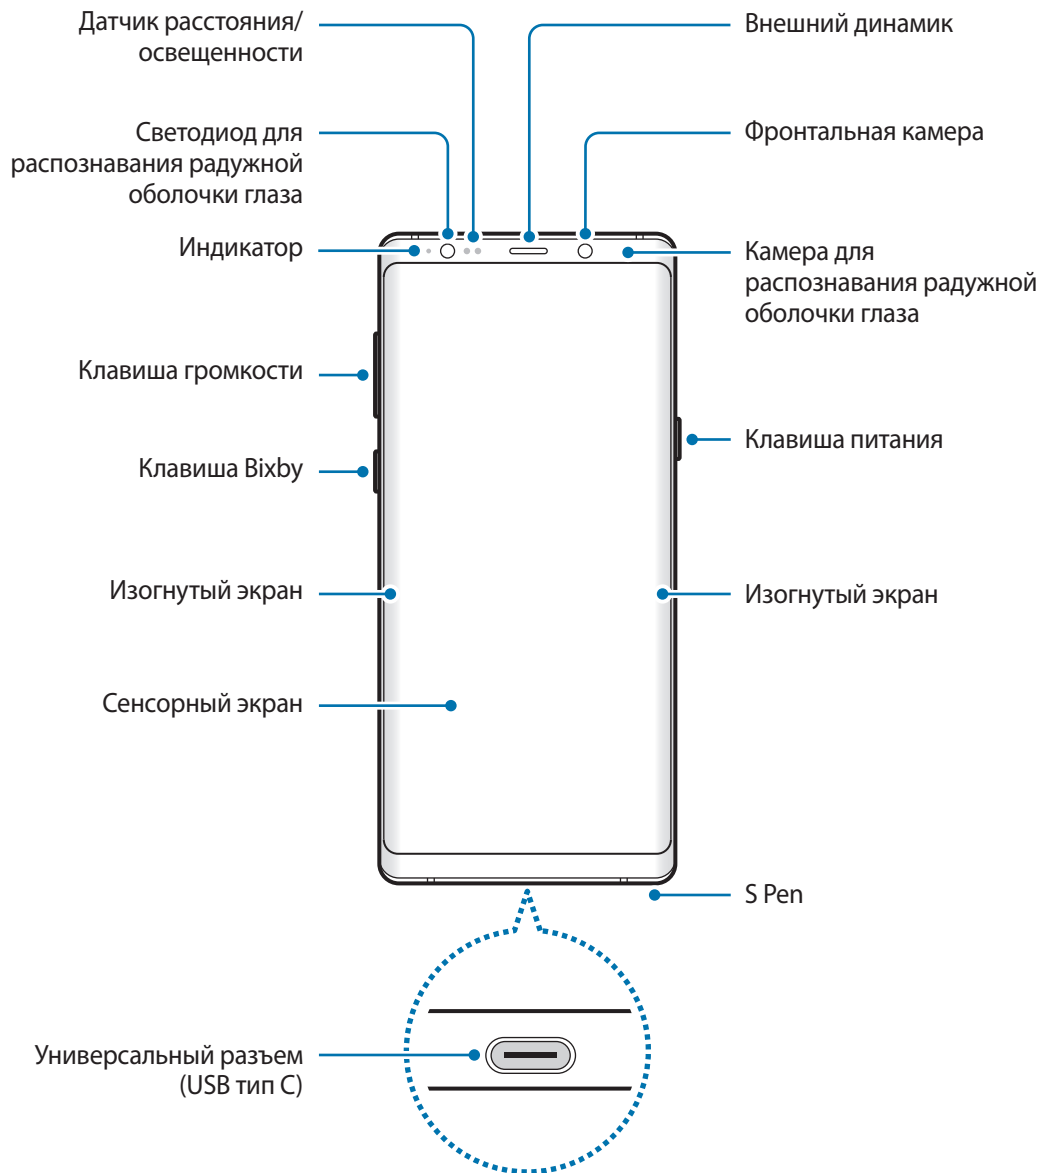 Датчик расстояния/
освещенности
Светодиод для
распознавания радужной
оболочки глаза
Индикатор
Клавиша громкости
Клавиша Bixby
Изогнутый экран
Сенсорный экран
Универсальный разъем
(USB тип C)
Внешний динамик
Фронтальная камера
Камера для
распознавания радужной
оболочки глаза
Клавиша питания
Изогнутый экран
S Pen